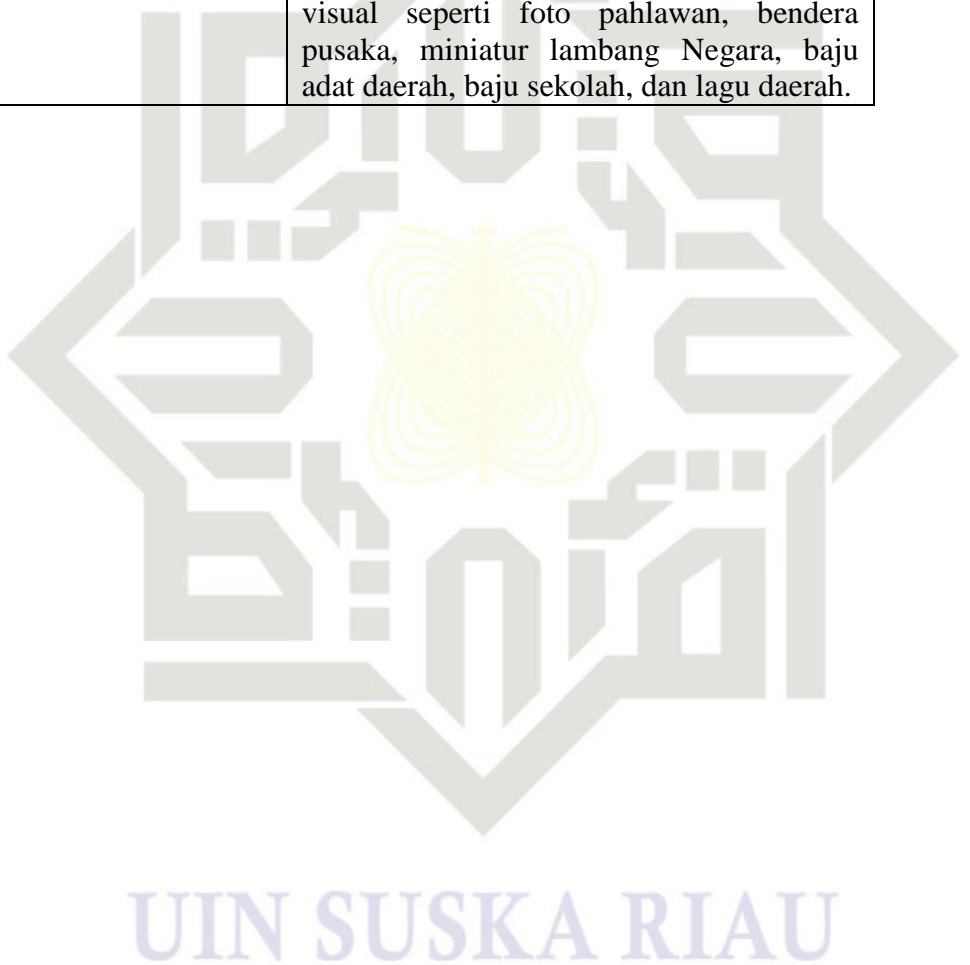 visual seperti foto pahlawan, bendera
pusaka, miniatur lambang Negara, baju
adat daerah, baju sekolah, dan lagu daerah.
UIN SUSKA RIAU